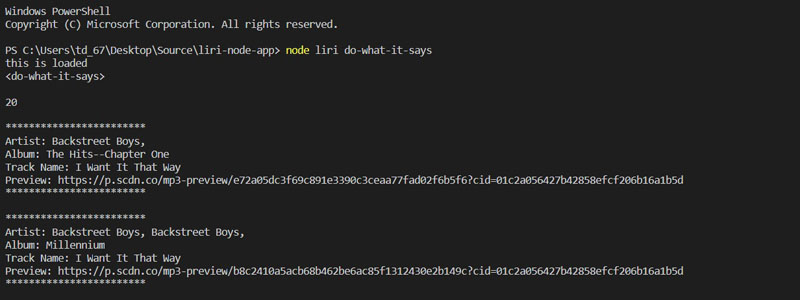 Windows PowerShell
Copyright (C) Microsoft Corporation. All rights reserved.
PS C:\Users\td_67\Desktop\Source\liri-node-app> node liri do-what-it-says
this is loaded
<do-what-it-says>
20
************************
Artist: Backstreet Boys,
Album: The Hits--Chapter One
Track Name: I Want It That Way
Preview: https://p.scdn.co/mp3-preview/e72a05dc3f69c891e3390c3ceaa77fad02f6b5f6?cid=01c2a056427b42858efcf206b16a1b5d
************************
************************
Artist: Backstreet Boys, Backstreet Boys,
Album: Millennium
Track Name: I Want It That Way
Preview: https://p.scdn.co/mp3-preview/b8c2410a5acb68b462be6ac85f1312430e2b149c?cid=01c2a056427b42858efcf206b16a1b5d
************************